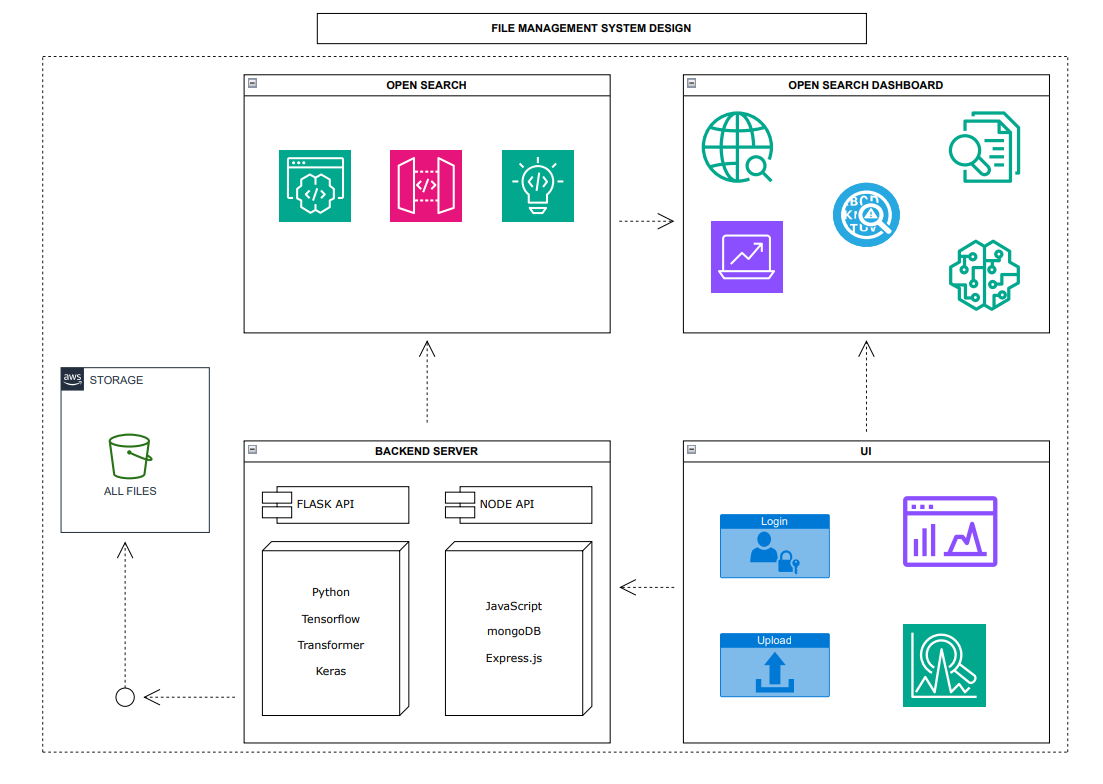 FILE MANAGEMENT SYSTEM DESIGN
OPEN SEARCH
</>
</>
</>
OPEN SEARCH DASHBOARD
aws
STORAGE
ALL FILES
BACKEND SERVER
FLASK API
NODE API
Python
Tensorflow
Transformer
Keras
JavaScript
mongoDB
Express.js
UI
Login
Upload